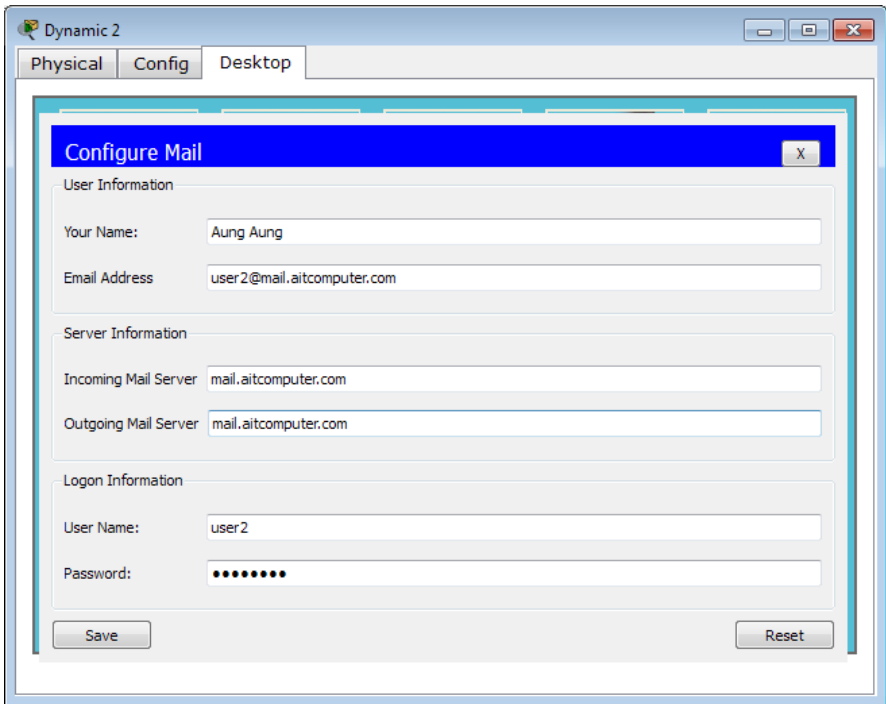 Dynamic 2
Physical Config Desktop
Configure Mail X
User Information
Your Name: Aung Aung
Email Address user2@mail.aitcomputer.com
Server Information
Incoming Mail Server mail.aitcomputer.com
Outgoing Mail Server mail.aitcomputer.com
Logon Information
User Name: user2
Password: ••••••••
Save Reset